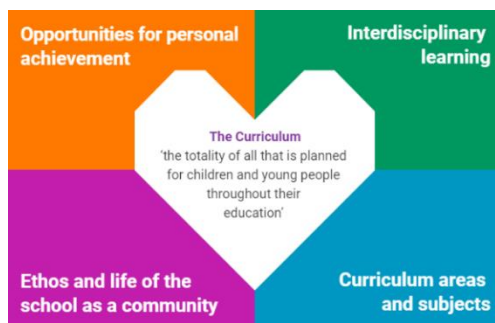 Opportunities for personal
achievement
Interdisciplinary
learning
The Curriculum
'the totality of all that is planned
for children and young people
throughout their
education'
Ethos and life of the
school as a community
Curriculum areas
and subjects